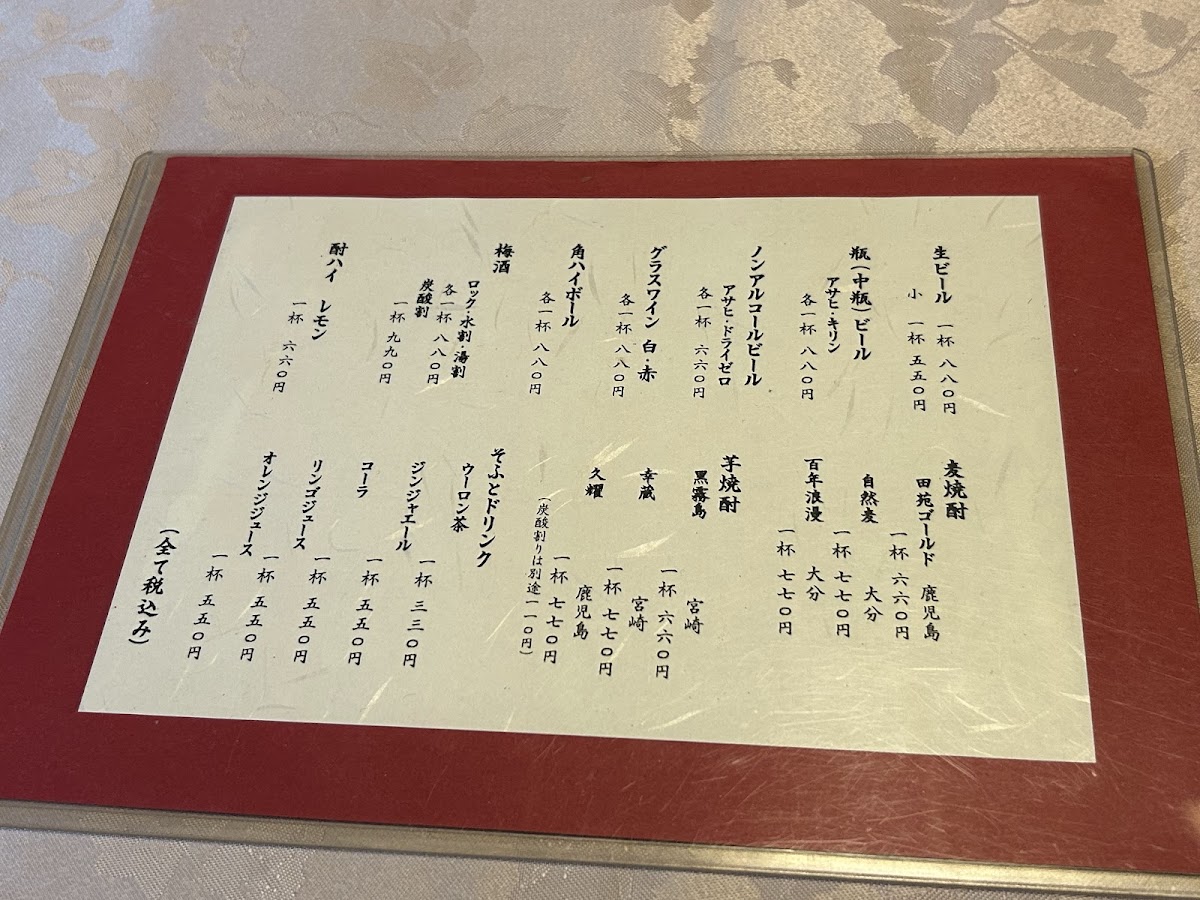 生ビール 一杯 八八〇円
小 一杯 五五〇円
瓶(中瓶)ビール
アサヒ・キリン
各一杯 八八〇円
ノンアルコールビール
アサヒ・ドライゼロ
各一杯 六六〇円
グラスワイン 白・赤
各一杯 八八〇円
角ハイボール
各一杯 八八〇円
梅酒
ロック・水割・湯割
各一杯 八八〇円
炭酸割
一杯 九九〇円
酎ハイ レモン
一杯 六六〇円
麦焼酎
田苑ゴールド 鹿児島
一杯 六六〇円
自然麦 大分
一杯 七七〇円
百年浪漫 大分
一杯 七七〇円
芋焼酎
黒霧島 宮崎
一杯 六六〇円
幸蔵 宮崎
一杯 七七〇円
久耀 鹿児島
一杯 七七〇円
(炭酸割りは別途一一〇円)
そふとドリンク
ウーロン茶
一杯 三三〇円
ジンジャエール
一杯 五五〇円
コーラ
一杯 五五〇円
リンゴジュース
一杯 五五〇円
オレンジジュース
一杯 五五〇円
(全て税込み)